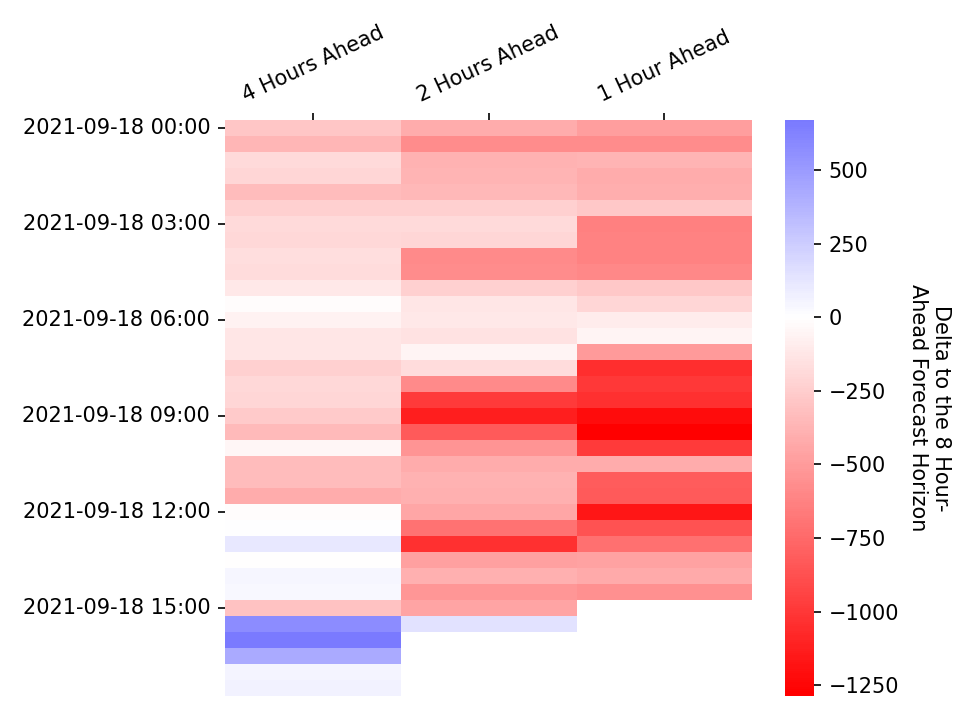 4 Hours Ahead
2 Hours Ahead
1 Hour Ahead
2021-09-18 00:00
2021-09-18 03:00
2021-09-18 06:00
2021-09-18 09:00
2021-09-18 12:00
2021-09-18 15:00
500
250
0
−250
−500
−750
−1000
−1250
Delta to the 8 Hour-
Ahead Forecast Horizon